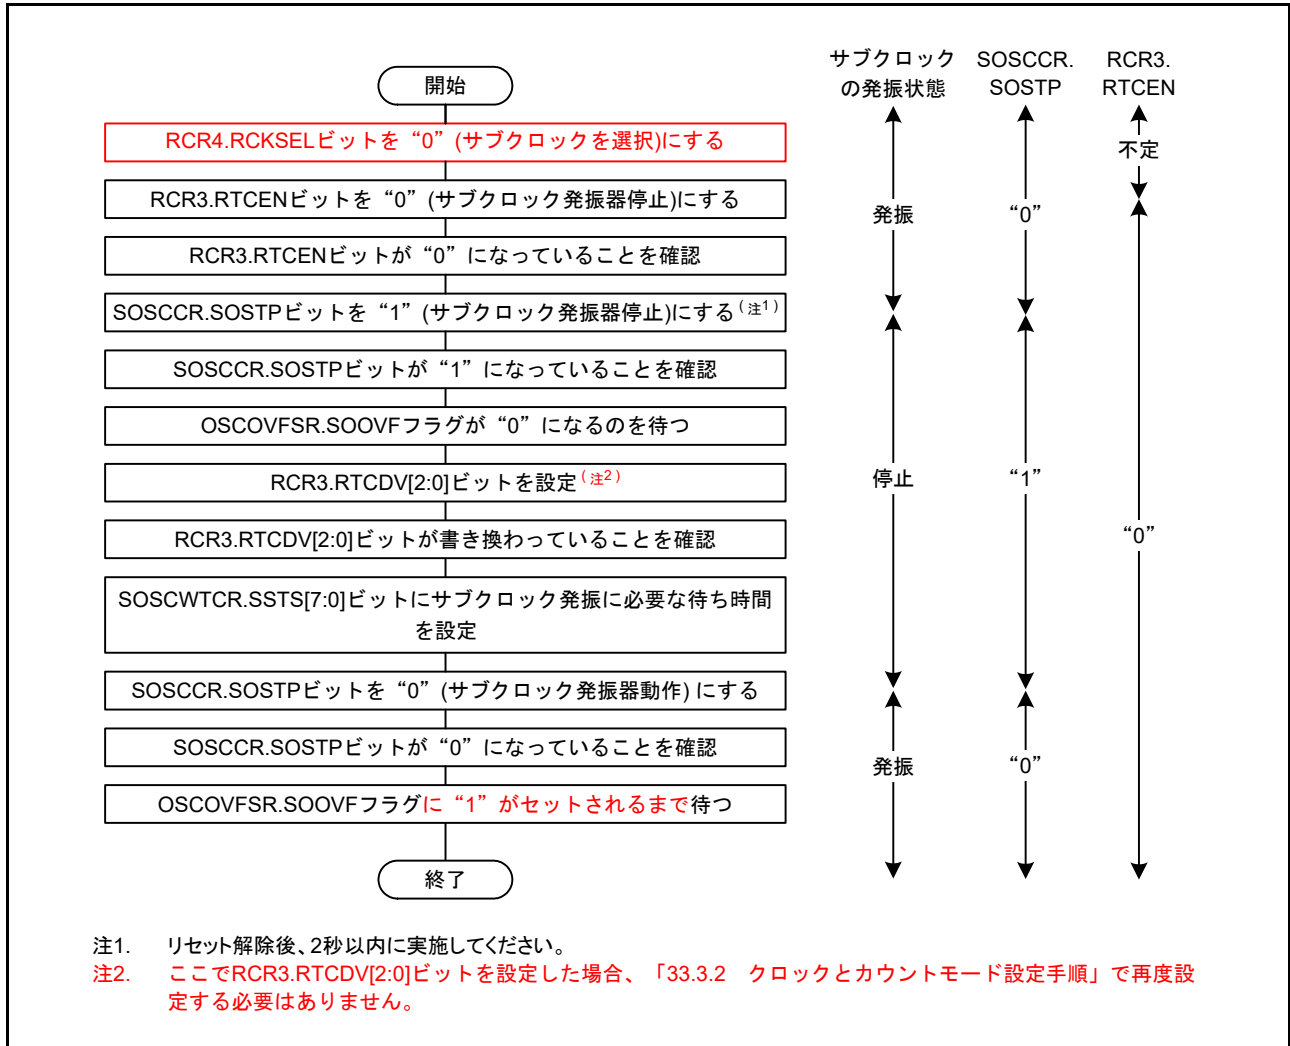 開始
RCR4.RCKSELビットを“0”(サブクロックを選択)にする
RCR3.RTCENビットを“0”(サブクロック発振器停止)にする
RCR3.RTCENビットが“0”になっていることを確認
SOSCCR.SOSTPビットを“1”(サブクロック発振器停止)にする(注1)
SOSCCR.SOSTPビットが“1”になっていることを確認
OSCOVFSR.SOOVFフラグが“0”になるのを待つ
RCR3.RTCDV[2:0]ビットを設定(注2)
RCR3.RTCDV[2:0]ビットが書き換わっていることを確認
SOSCWTCR.SSTS[7:0]ビットにサブクロック発振に必要な待ち時間
を設定
SOSCCR.SOSTPビットを“0”(サブクロック発振器動作)にする
SOSCCR.SOSTPビットが“0”になっていることを確認
OSCOVFSR.SOOVFフラグに“1”がセットされるまで待つ
終了
サブクロック
の発振状態
発振
停止
発振
SOSCCR.
SOSTP
“0”
“1”
“0”
RCR3.
RTCEN
不定
“0”
注1. リセット解除後、2秒以内に実施してください。
注2. ここでRCR3.RTCDV[2:0]ビットを設定した場合、「33.3.2 クロックとカウントモード設定手順」で再度設
定する必要はありません。